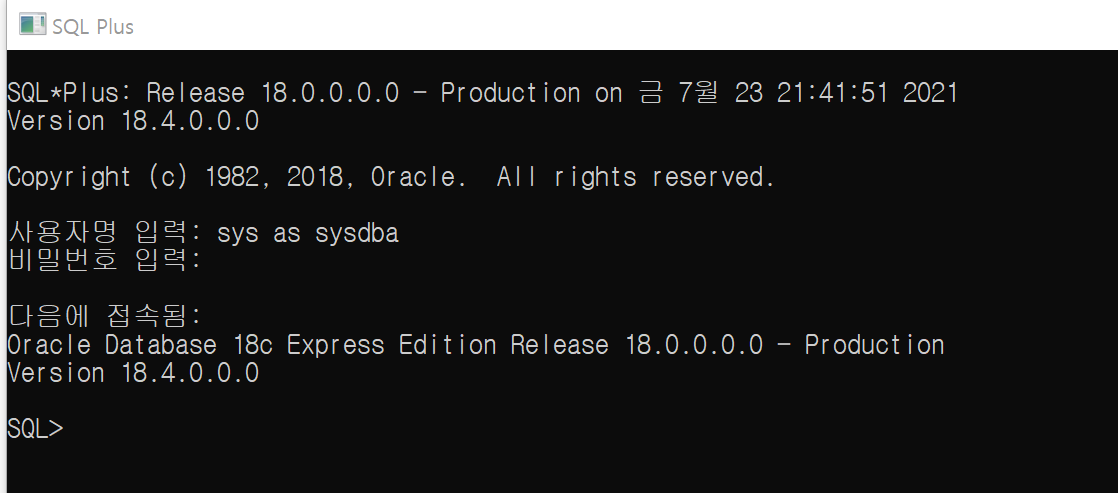 SQL Plus
SQL*Plus: Release 18.0.0.0.0 - Production on 금 7월 23 21:41:51 2021
Version 18.4.0.0.0
Copyright (c) 1982, 2018, Oracle.  All rights reserved.
사용자명 입력: sys as sysdba
비밀번호 입력:
다음에 접속됨:
Oracle Database 18c Express Edition Release 18.0.0.0.0 - Production
Version 18.4.0.0.0
SQL>